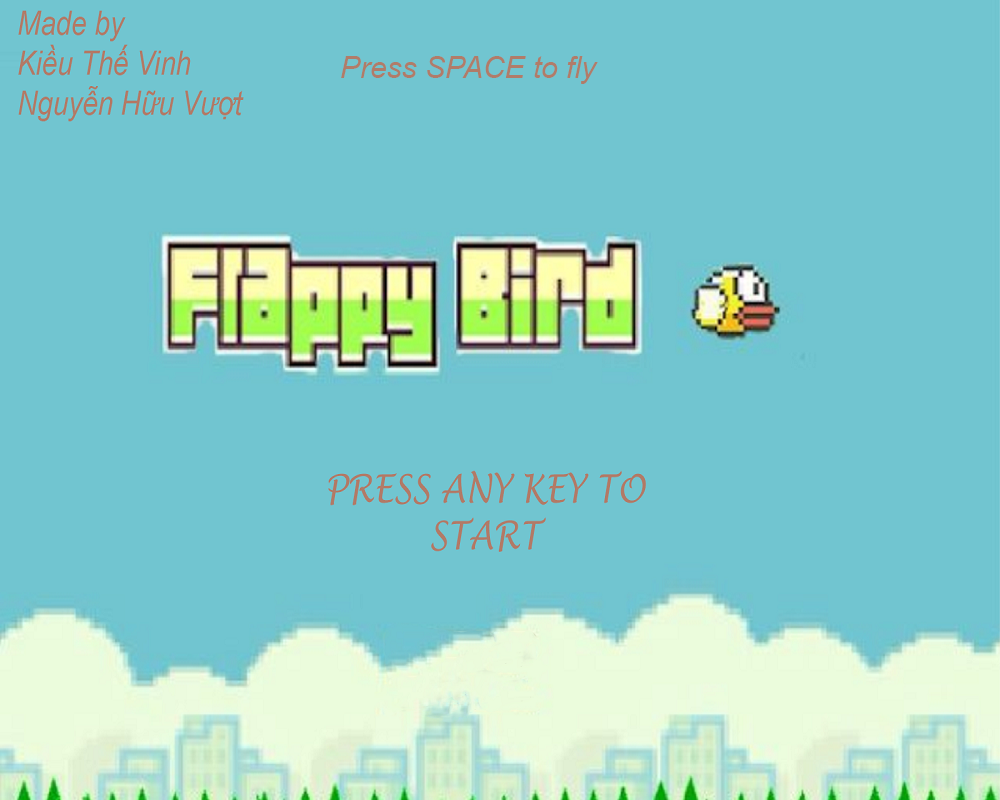 Made by
Kiều Thế Vinh
Nguyễn Hữu Vượt
Press SPACE to fly
Flappy Bird
PRESS ANY KEY TO
START